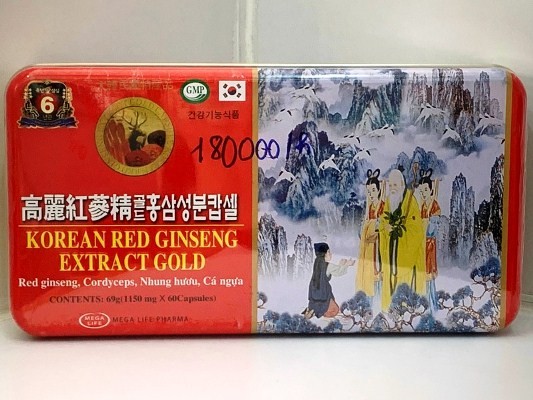 6
GMP
건강기능식품
180000/h
高麗紅蔘精골드홍삼성분캅셀
KOREAN RED GINSENG
EXTRACT GOLD
Red ginseng, Cordyceps, Nhung hươu, Cá ngựa
CONTENTS: 69g(1150 mg × 60Capsules)
MEGA LIFE
MEGA LIFE PHARMA